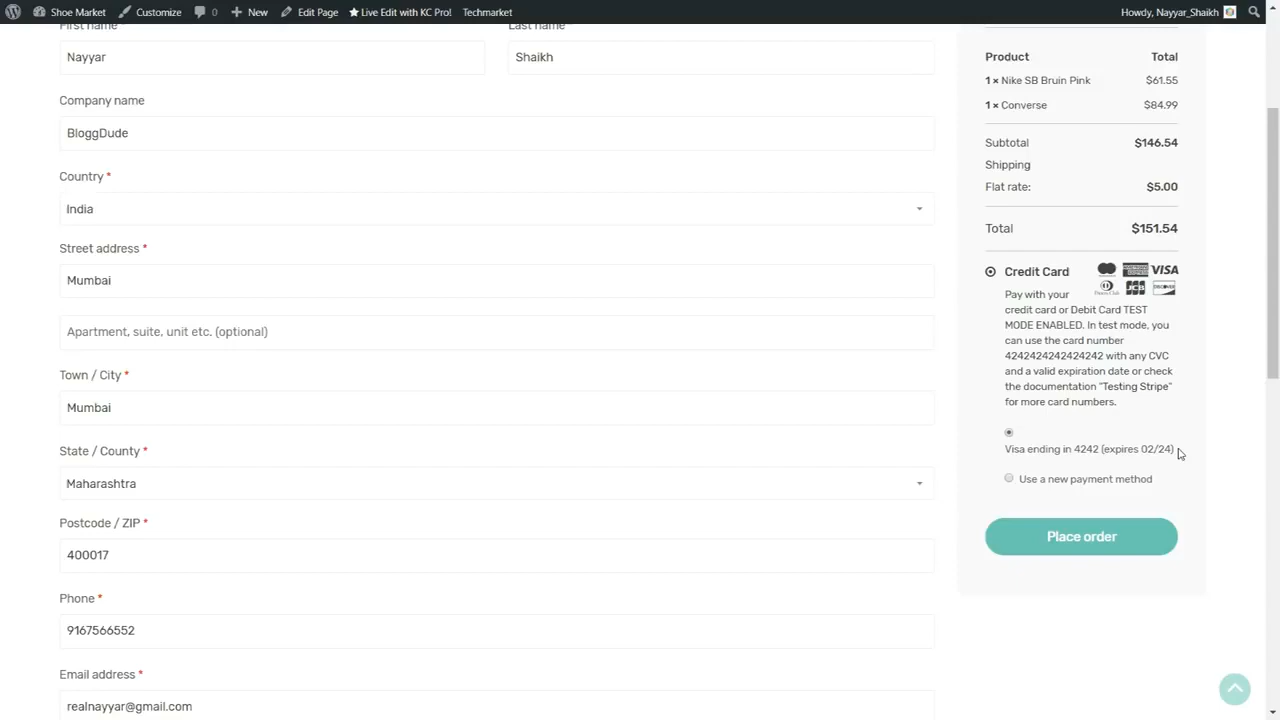 Shoe Market Customize 0 New Edit Page Live Edit with KC Pro! Techmarket Howdy, Nayyar_Shaikh
First name Last name
Nayyar Shaikh
Company name
BloggDude
Country *
India
Street address *
Mumbai
Apartment, suite, unit etc. (optional)
Town / City *
Mumbai
State / County *
Maharashtra
Postcode / ZIP *
400017
Phone *
9167566552
Email address *
realnayyar@gmail.com
Product Total
1 × Nike SB Bruin Pink $61.55
1 × Converse $84.99
Subtotal $146.54
Shipping
Flat rate: $5.00
Total $151.54
Credit Card VISA
JCB DISCOVER
Pay with your
credit card or Debit Card TEST
MODE ENABLED. In test mode, you
can use the card number
4242424242424242 with any CVC
and a valid expiration date or check
the documentation "Testing Stripe"
for more card numbers.
Visa ending in 4242 (expires 02/24)
Use a new payment method
Place order